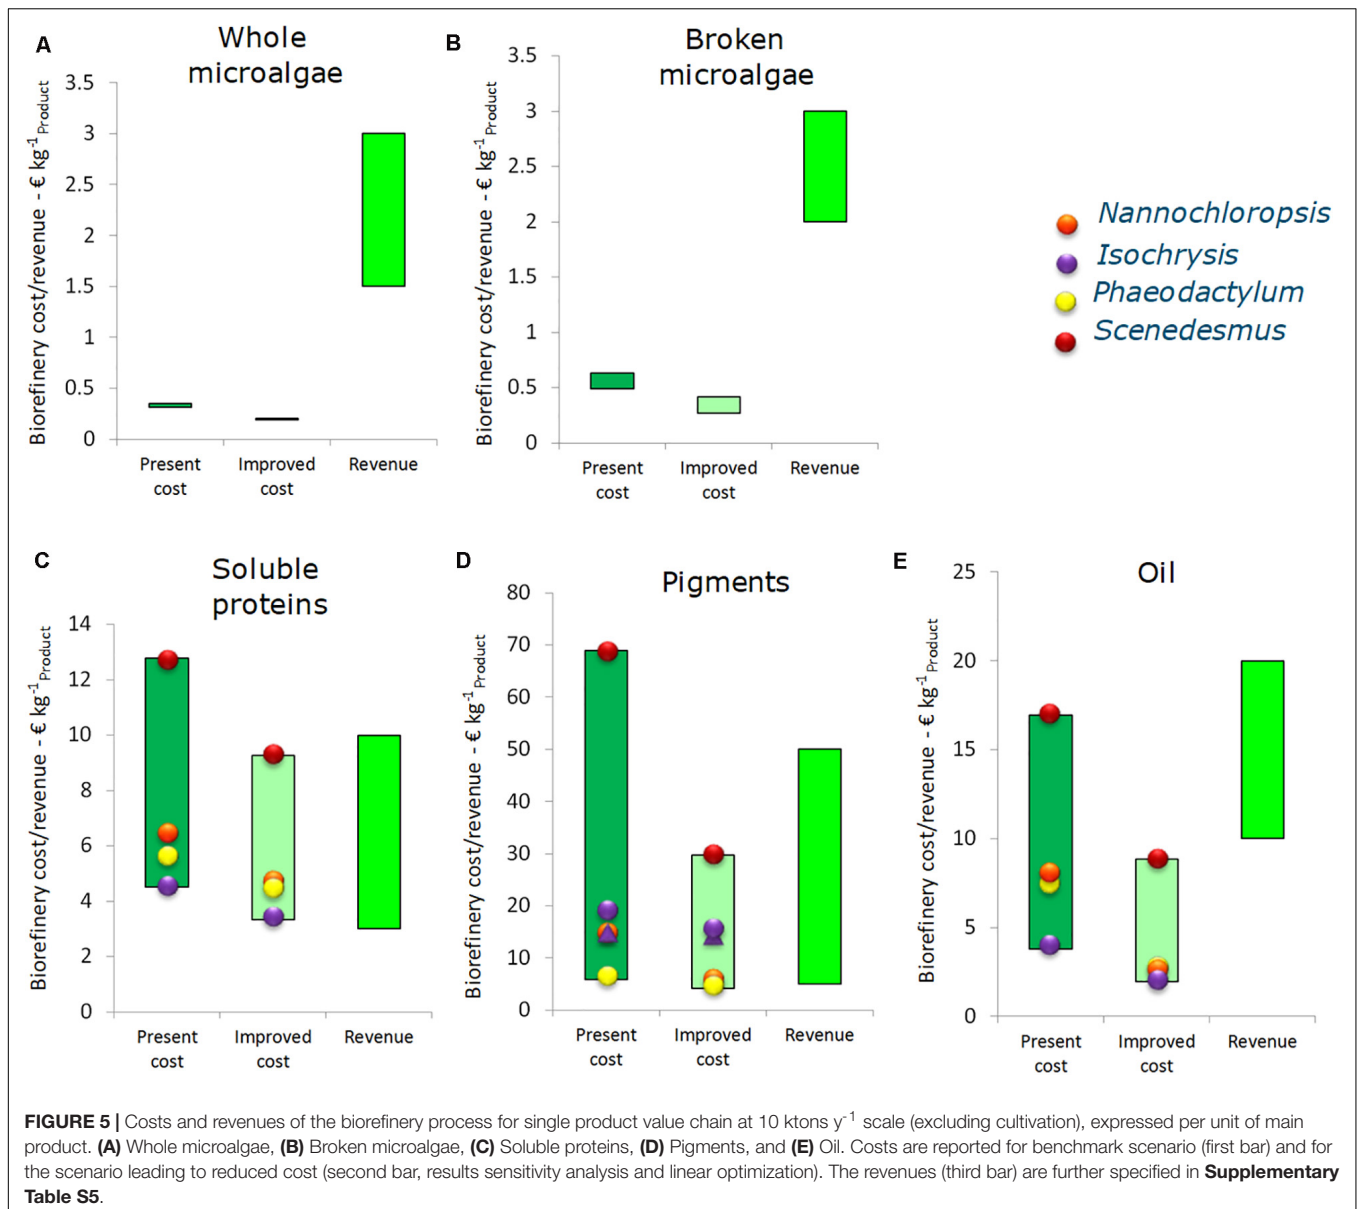 A
Whole
microalgae
Biorefinery cost/revenue - € kg-1 Product
3.5
3
2.5
2
1.5
1
0.5
0
Present cost
Improved cost
Revenue
B
Broken
microalgae
Biorefinery cost/revenue - € kg-1 Product
3.5
3
2.5
2
1.5
1
0.5
0
Present cost
Improved cost
Revenue
Nannochloropsis
Isochrysis
Phaeodactylum
Scenedesmus
C
Soluble
proteins
Biorefinery cost/revenue - € kg-1 Product
14
12
10
8
6
4
2
0
Present cost
Improved cost
Revenue
D
Pigments
Biorefinery cost/revenue - € kg-1 Product
80
70
60
50
40
30
20
10
0
Present cost
Improved cost
Revenue
E
Oil
Biorefinery cost/revenue - € kg-1 Product
25
20
15
10
5
0
Present cost
Improved cost
Revenue
FIGURE 5 | Costs and revenues of the biorefinery process for single product value chain at 10 ktons y-1 scale (excluding cultivation), expressed per unit of main
product. (A) Whole microalgae, (B) Broken microalgae, (C) Soluble proteins, (D) Pigments, and (E) Oil. Costs are reported for benchmark scenario (first bar) and for
the scenario leading to reduced cost (second bar, results sensitivity analysis and linear optimization). The revenues (third bar) are further specified in Supplementary
Table S5.